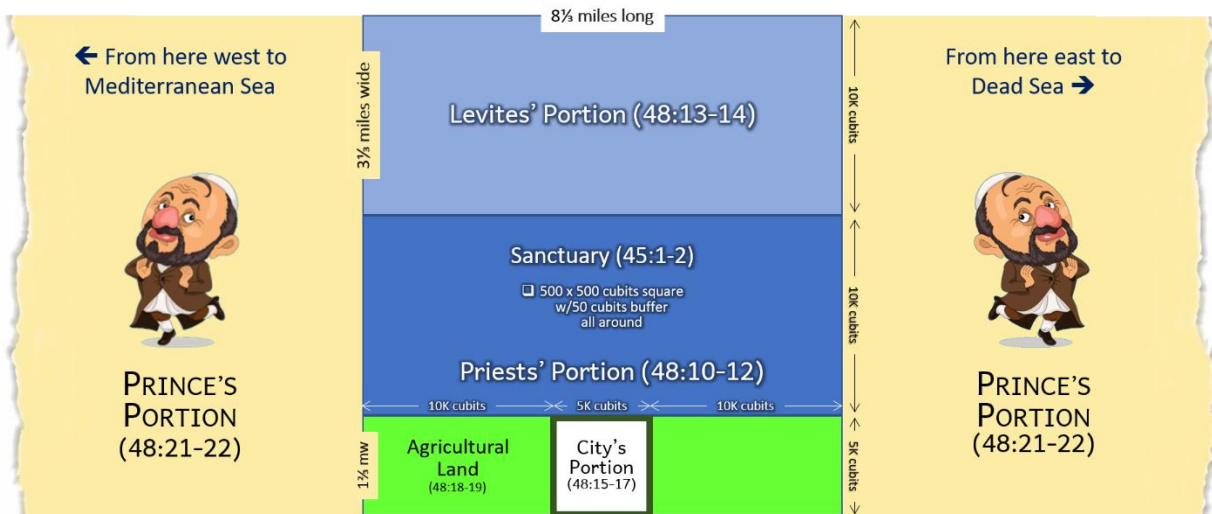 8⅓ miles long
← From here west to
Mediterranean Sea
PRINCE'S
PORTION
(48:21-22)
3⅓ miles wide
Levites' Portion (48:13-14)
10K cubits
Sanctuary (45:1-2)
❑ 500 x 500 cubits square
w/50 cubits buffer
all around
Priests' Portion (48:10-12)
10K cubits
10K cubits
5K cubits
10K cubits
1⅔ mw
Agricultural
Land
(48:18-19)
City's
Portion
(48:15-17)
5K cubits
From here east to
Dead Sea →
PRINCE'S
PORTION
(48:21-22)